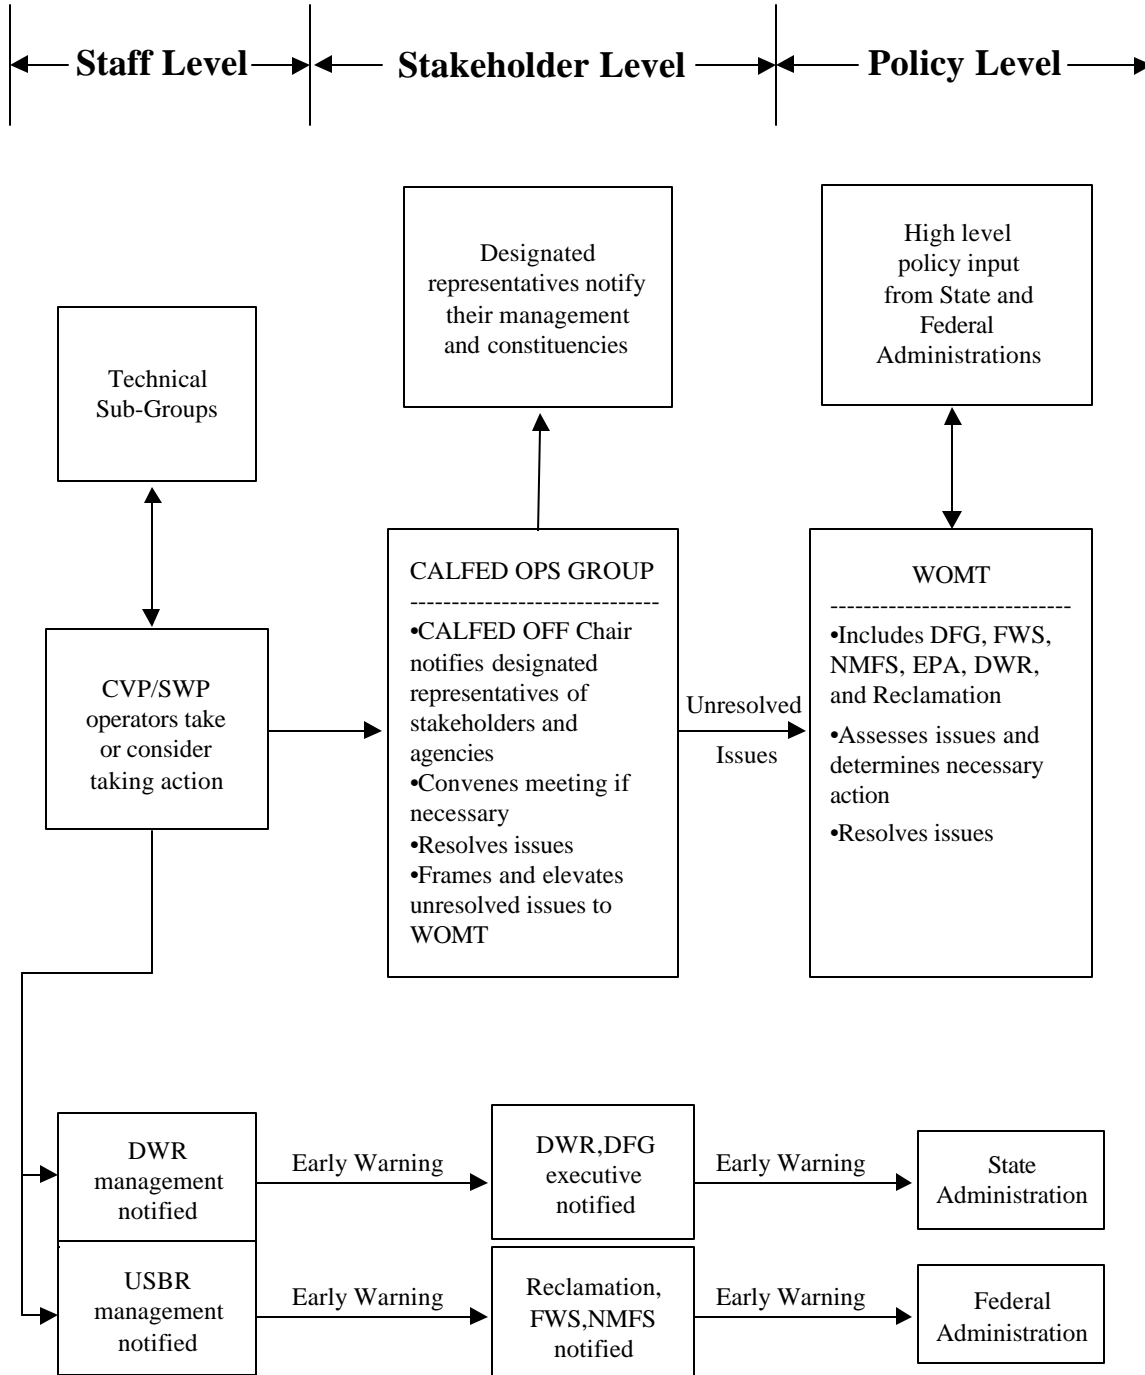 Staff Level
Stakeholder Level
Policy Level
Designated
representatives notify
their management
and constituencies
High level
policy input
from State and
Federal
Administrations
Technical
Sub-Groups
CVP/SWP
operators take
or consider
taking action
CALFED OPS GROUP
------------------------------
•CALFED OFF Chair
notifies designated
representatives of
stakeholders and
agencies
•Convenes meeting if
necessary
•Resolves issues
•Frames and elevates
unresolved issues to
WOMT
Unresolved
Issues
WOMT
-----------------------------
•Includes DFG, FWS,
NMFS, EPA, DWR,
and Reclamation
•Assesses issues and
determines necessary
action
•Resolves issues
DWR
management
notified
Early Warning
DWR,DFG
executive
notified
Early Warning
State
Administration
USBR
management
notified
Early Warning
Reclamation,
FWS,NMFS
notified
Early Warning
Federal
Administration